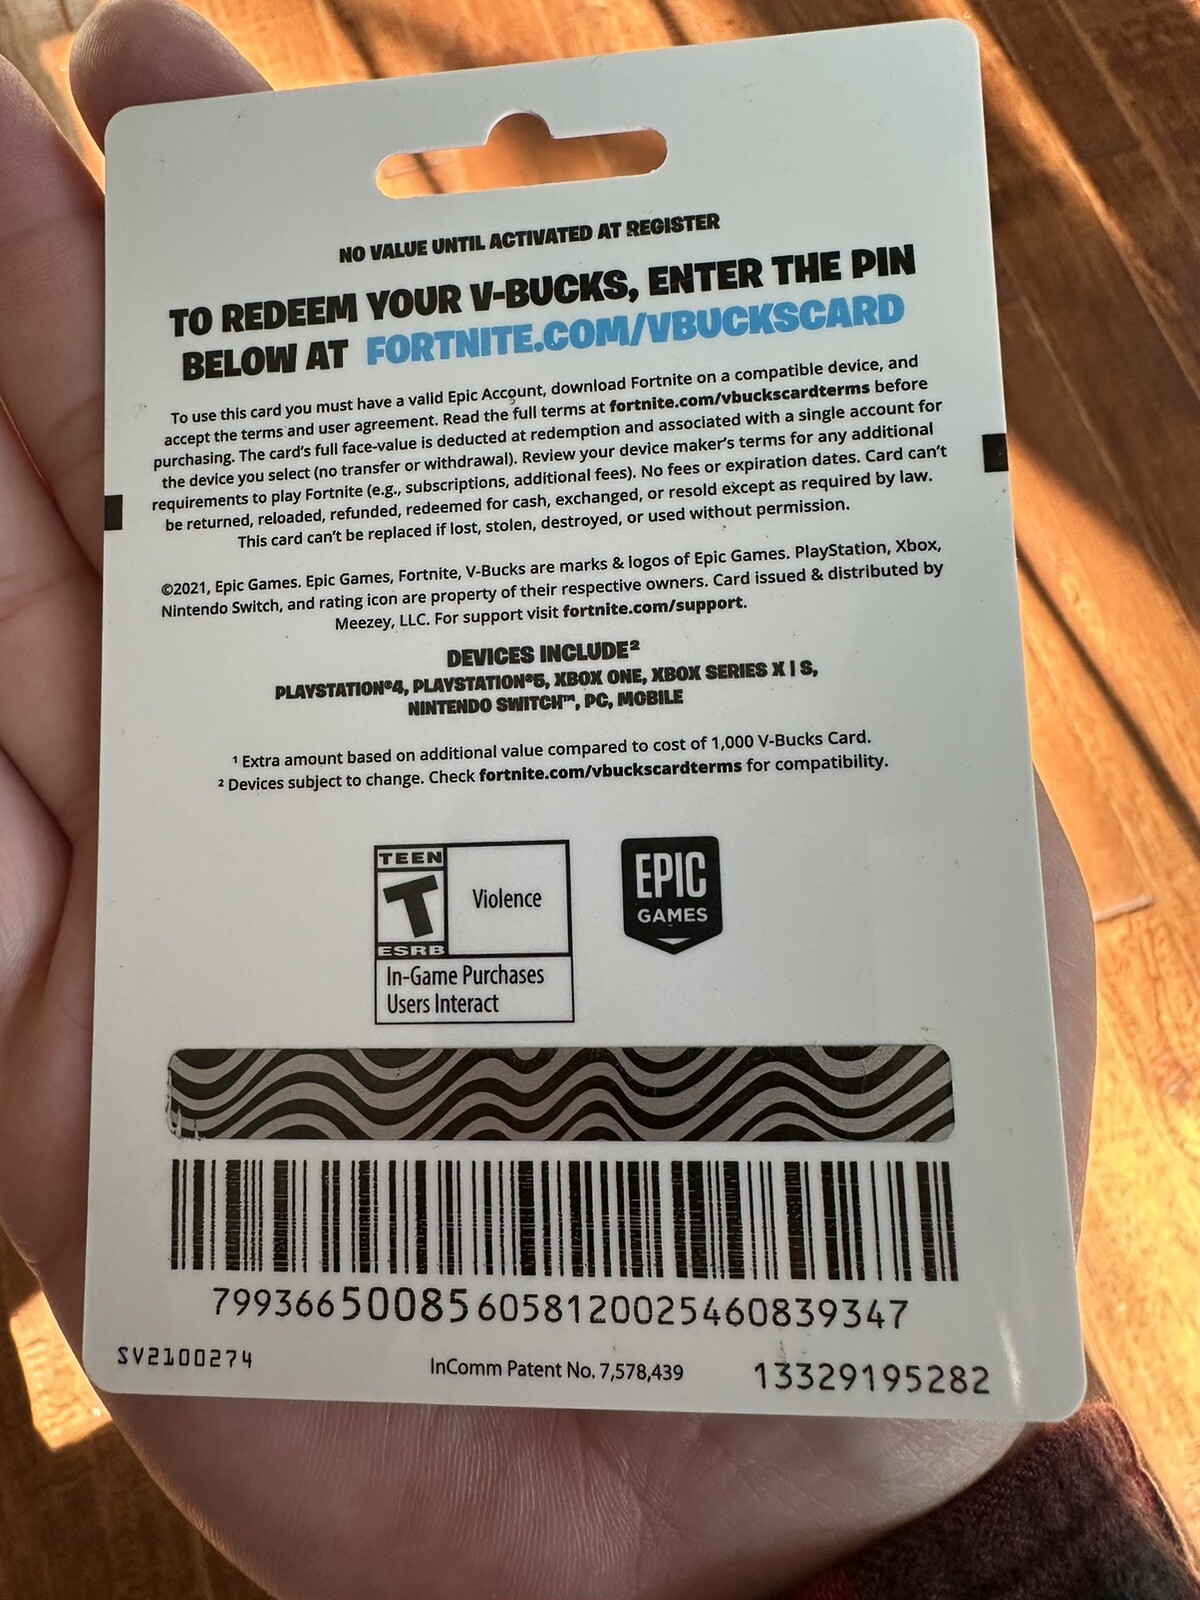 NO VALUE UNTIL ACTIVATED AT REGISTER
TO REDEEM YOUR V-BUCKS, ENTER THE PIN
BELOW AT FORTNITE.COM/VBUCKSCARD
To use this card you must have a valid Epic Account, download Fortnite on a compatible device, and
accept the terms and user agreement. Read the full terms at fortnite.com/vbuckscardterms before
purchasing. The card's full face-value is deducted at redemption and associated with a single account for
the device you select (no transfer or withdrawal). Review your device maker's terms for any additional
requirements to play Fortnite (e.g., subscriptions, additional fees). No fees or expiration dates. Card can't
be returned, reloaded, refunded, redeemed for cash, exchanged, or resold except as required by law.
This card can't be replaced if lost, stolen, destroyed, or used without permission.
©2021, Epic Games. Epic Games, Fortnite, V-Bucks are marks & logos of Epic Games. PlayStation, Xbox,
Nintendo Switch, and rating icon are property of their respective owners. Card issued & distributed by
Meezey, LLC. For support visit fortnite.com/support.
DEVICES INCLUDE²
PLAYSTATION®4, PLAYSTATION®5, XBOX ONE, XBOX SERIES X | S,
NINTENDO SWITCH™, PC, MOBILE
¹ Extra amount based on additional value compared to cost of 1,000 V-Bucks Card.
² Devices subject to change. Check fortnite.com/vbuckscardterms for compatibility.
TEEN
T
ESRB
Violence
In-Game Purchases
Users Interact
EPIC
GAMES
799366500856058120025460839347
SV2100274
InComm Patent No. 7,578,439
13329195282